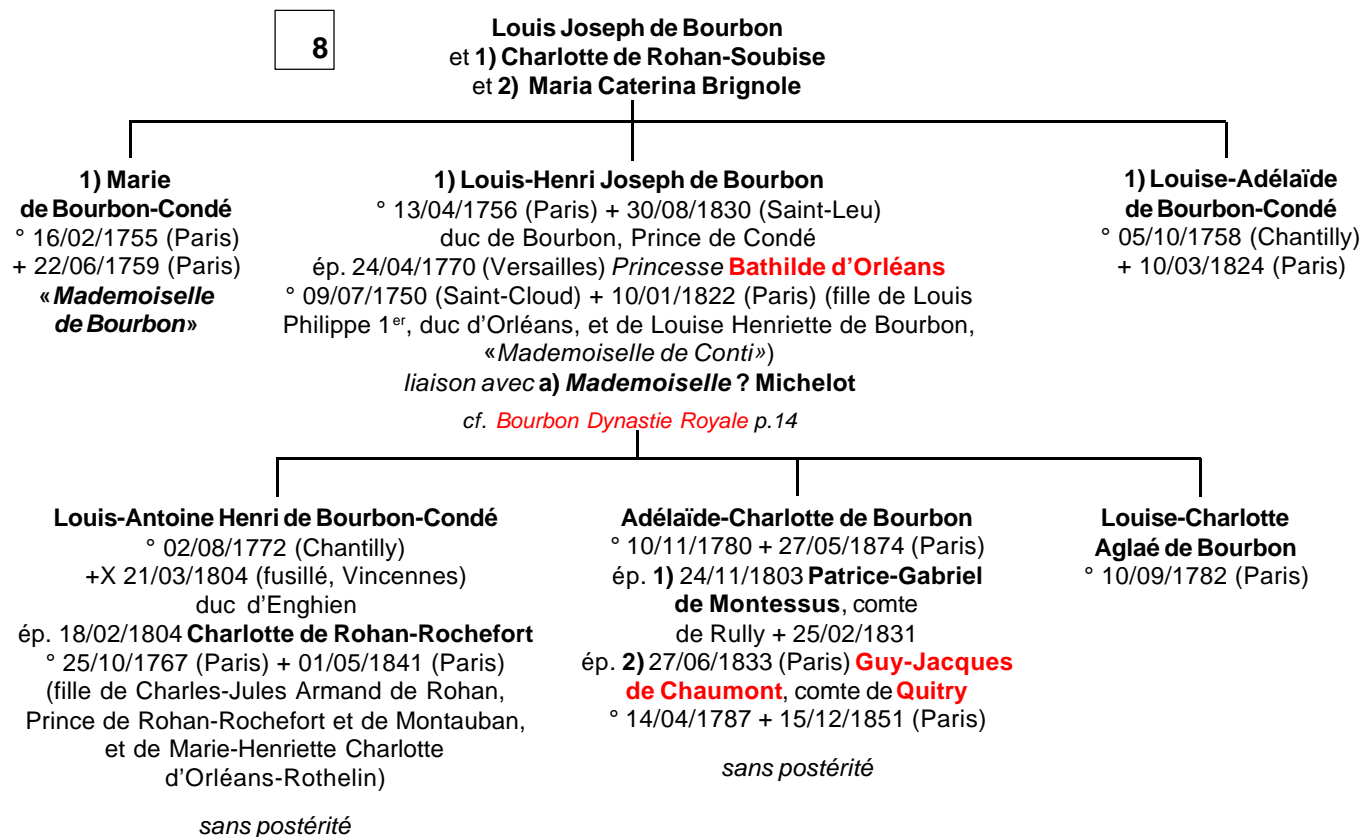 8
Louis Joseph de Bourbon
et 1) Charlotte de Rohan-Soubise
et 2) Maria Caterina Brignole
1) Marie
de Bourbon-Condé
° 16/02/1755 (Paris)
+ 22/06/1759 (Paris)
«Mademoiselle
de Bourbon»
1) Louis-Henri Joseph de Bourbon
° 13/04/1756 (Paris) + 30/08/1830 (Saint-Leu)
duc de Bourbon, Prince de Condé
ép. 24/04/1770 (Versailles) Princesse Bathilde d'Orléans
° 09/07/1750 (Saint-Cloud) + 10/01/1822 (Paris) (fille de Louis
Philippe 1er, duc d'Orléans, et de Louise Henriette de Bourbon,
«Mademoiselle de Conti»)
liaison avec a) Mademoiselle ? Michelot
cf. Bourbon Dynastie Royale p.14
1) Louise-Adélaïde
de Bourbon-Condé
° 05/10/1758 (Chantilly)
+ 10/03/1824 (Paris)
Louis-Antoine Henri de Bourbon-Condé
° 02/08/1772 (Chantilly)
+X 21/03/1804 (fusillé, Vincennes)
duc d'Enghien
ép. 18/02/1804 Charlotte de Rohan-Rochefort
° 25/10/1767 (Paris) + 01/05/1841 (Paris)
(fille de Charles-Jules Armand de Rohan,
Prince de Rohan-Rochefort et de Montauban,
et de Marie-Henriette Charlotte
d'Orléans-Rothelin)
sans postérité
Adélaïde-Charlotte de Bourbon
° 10/11/1780 + 27/05/1874 (Paris)
ép. 1) 24/11/1803 Patrice-Gabriel
de Montessus, comte
de Rully + 25/02/1831
ép. 2) 27/06/1833 (Paris) Guy-Jacques
de Chaumont, comte de Quitry
° 14/04/1787 + 15/12/1851 (Paris)
sans postérité
Louise-Charlotte
Aglaé de Bourbon
° 10/09/1782 (Paris)